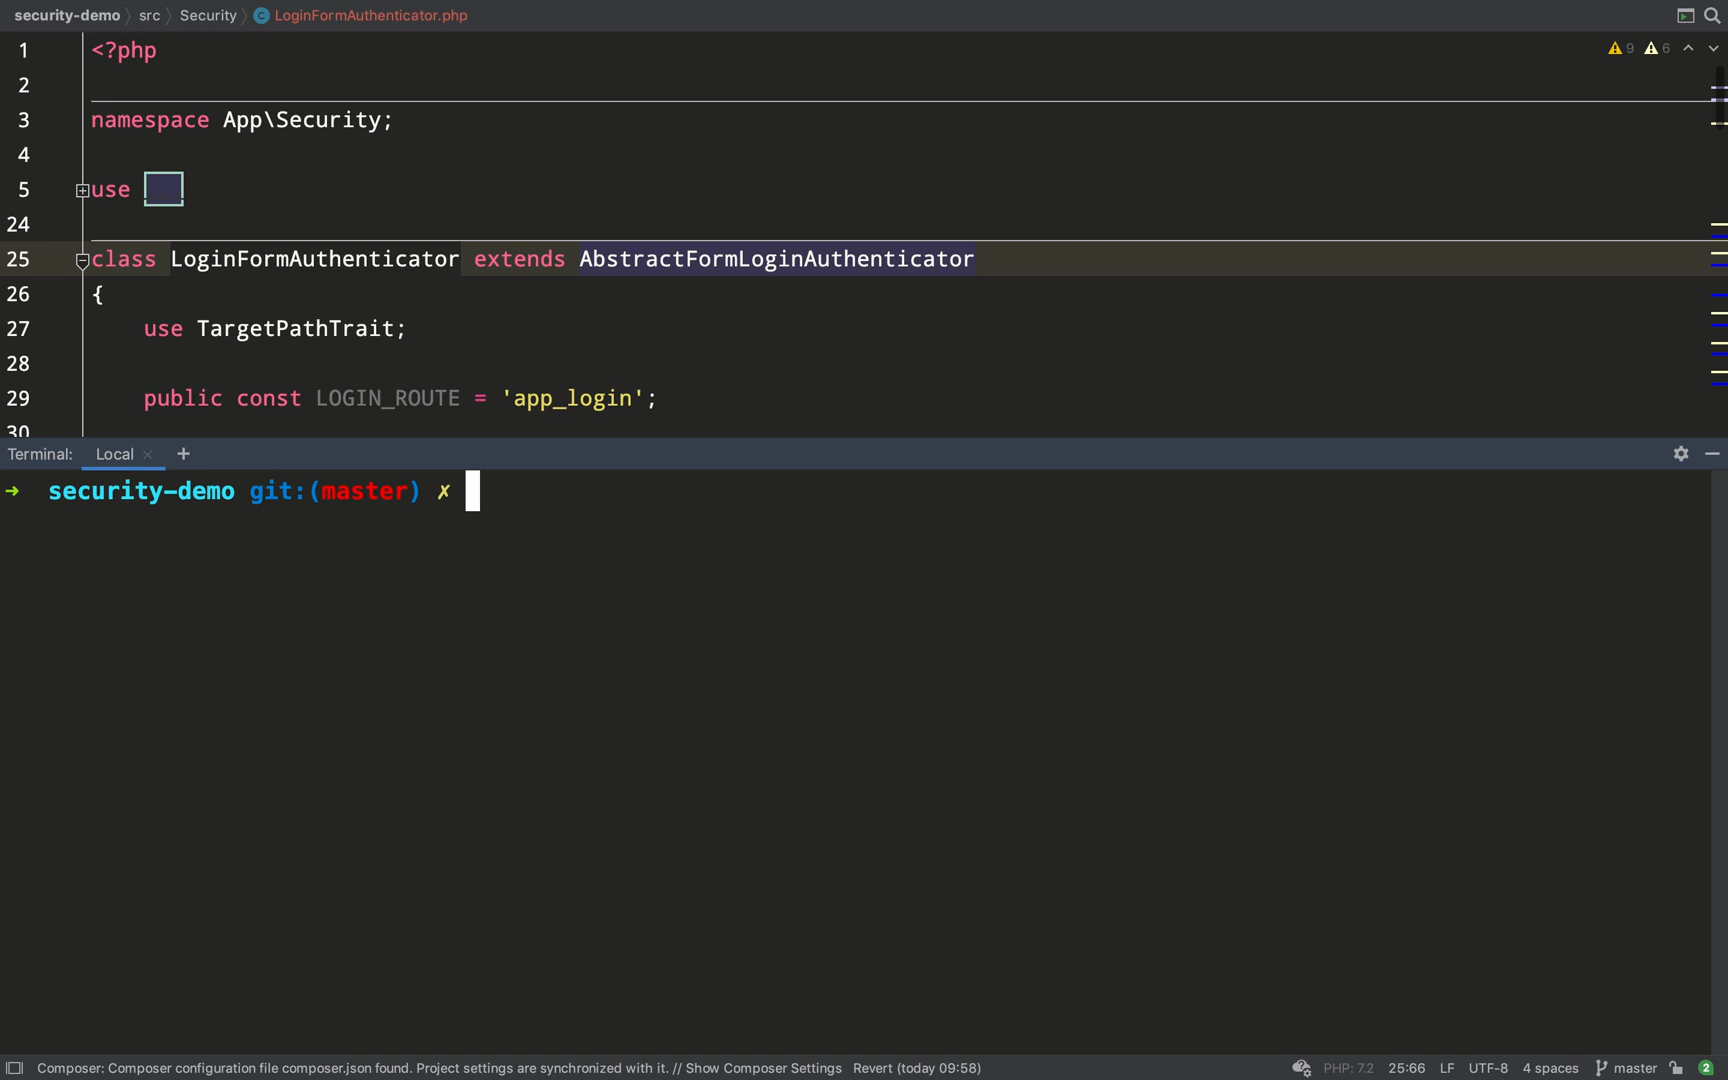 security-demo 〉 src 〉 Security 〉 C LoginFormAuthenticator.php
9 6
1 <?php
2
3 namespace App\Security;
4
5 use
24
25 class LoginFormAuthenticator extends AbstractFormLoginAuthenticator
26 {
27 use TargetPathTrait;
28
29 public const LOGIN_ROUTE = 'app_login';
30
Terminal: Local × +
➜ security-demo git:(master) ✗
Composer: Composer configuration file composer.json found. Project settings are synchronized with it. // Show Composer Settings Revert (today 09:58) PHP: 7.2 25:66 LF UTF-8 4 spaces master 2